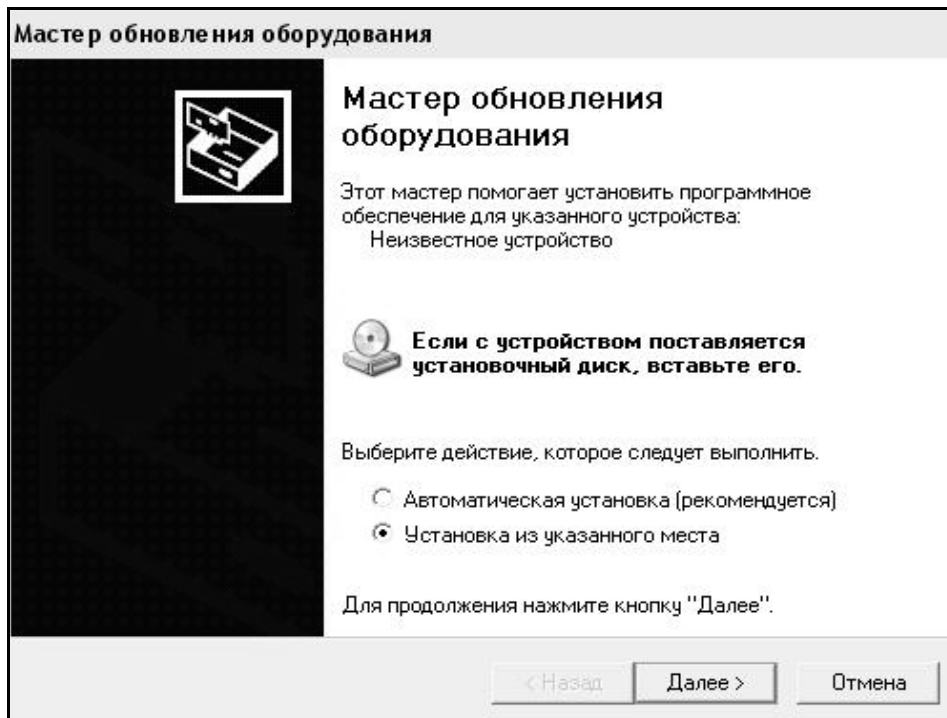 Мастер обновления оборудования
Мастер обновления
оборудования
Этот мастер помогает установить программное
обеспечение для указанного устройства:
Неизвестное устройство
Если с устройством поставляется
установочный диск, вставьте его.
Выберите действие, которое следует выполнить.
Автоматическая установка (рекомендуется)
Установка из указанного места
Для продолжения нажмите кнопку "Далее".
< Назад Далее > Отмена